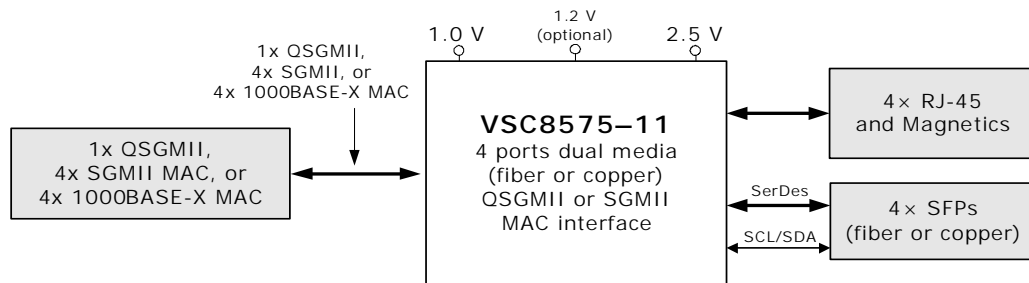 1.0 V
1.2 V
(optional)
2.5 V
1x QSGMII,
4x SGMII, or
4x 1000BASE-X MAC
1x QSGMII,
4x SGMII MAC, or
4x 1000BASE-X MAC
VSC8575–11
4 ports dual media
(fiber or copper)
QSGMII or SGMII
MAC interface
4× RJ-45
and Magnetics
SerDes
SCL/SDA
4× SFPs
(fiber or copper)